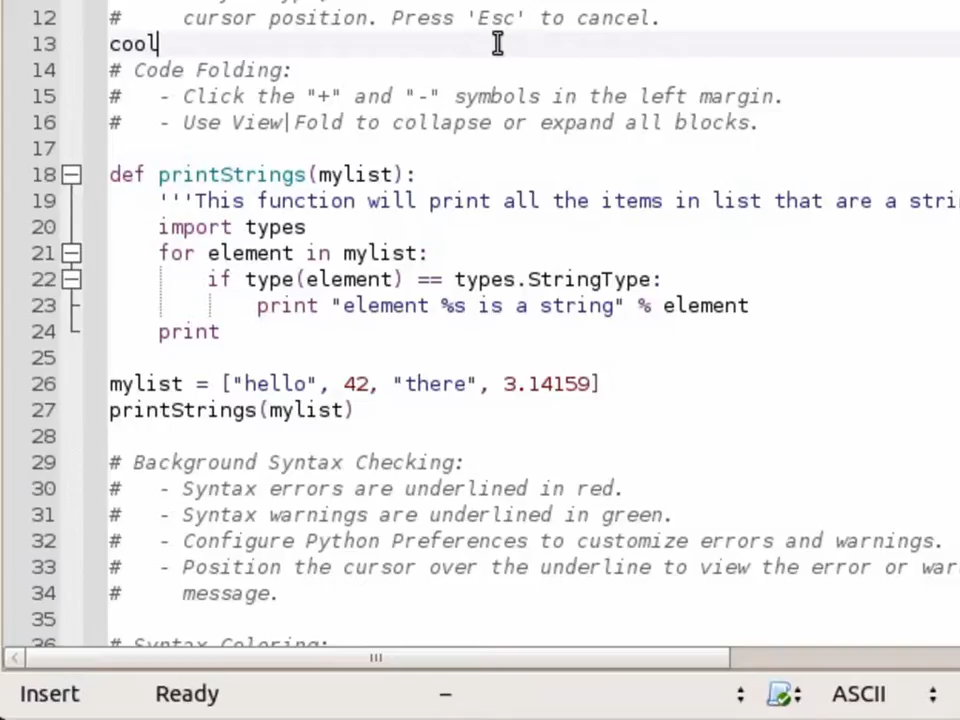 12 #     cursor position. Press 'Esc' to cancel.
13 cool
14 # Code Folding:
15 #   - Click the "+" and "-" symbols in the left margin.
16 #   - Use View|Fold to collapse or expand all blocks.
17
18 def printStrings(mylist):
19     '''This function will print all the items in list that are a stri
20     import types
21     for element in mylist:
22         if type(element) == types.StringType:
23             print "element %s is a string" % element
24     print
25
26 mylist = ["hello", 42, "there", 3.14159]
27 printStrings(mylist)
28
29 # Background Syntax Checking:
30 #   - Syntax errors are underlined in red.
31 #   - Syntax warnings are underlined in green.
32 #   - Configure Python Preferences to customize errors and warnings.
33 #   - Position the cursor over the underline to view the error or war
34 #     message.
35
36 # Syntax Coloring:
Insert Ready – ASCII